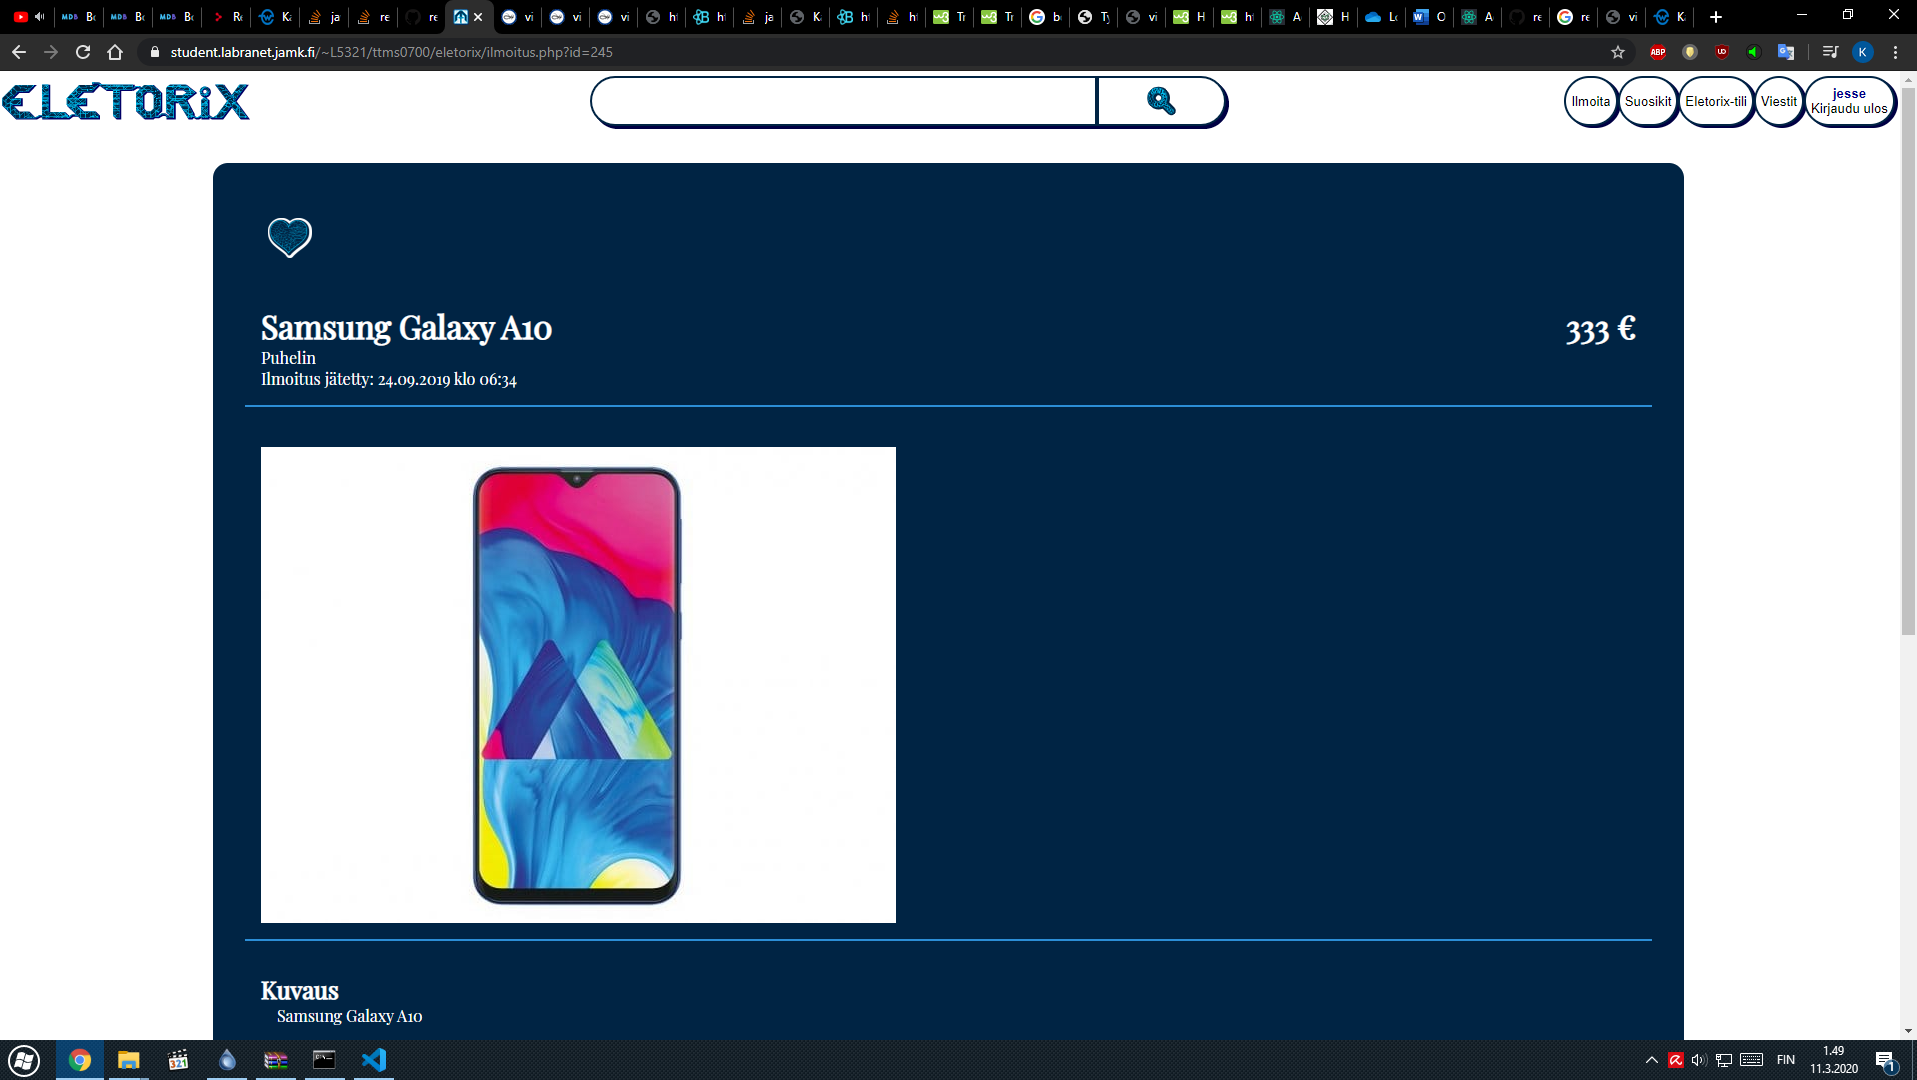 student.labranet.jamk.fi/~L5321/ttms0700/eletorix/ilmoitus.php?id=245
ELETORiX
Ilmoita
Suosikit
Eletorix-tili
Viestit
jesse
Kirjaudu ulos
Samsung Galaxy A10
333 €
Puhelin
Ilmoitus jätetty: 24.09.2019 klo 06:34
Kuvaus
Samsung Galaxy A10
FIN
1.49
11.3.2020